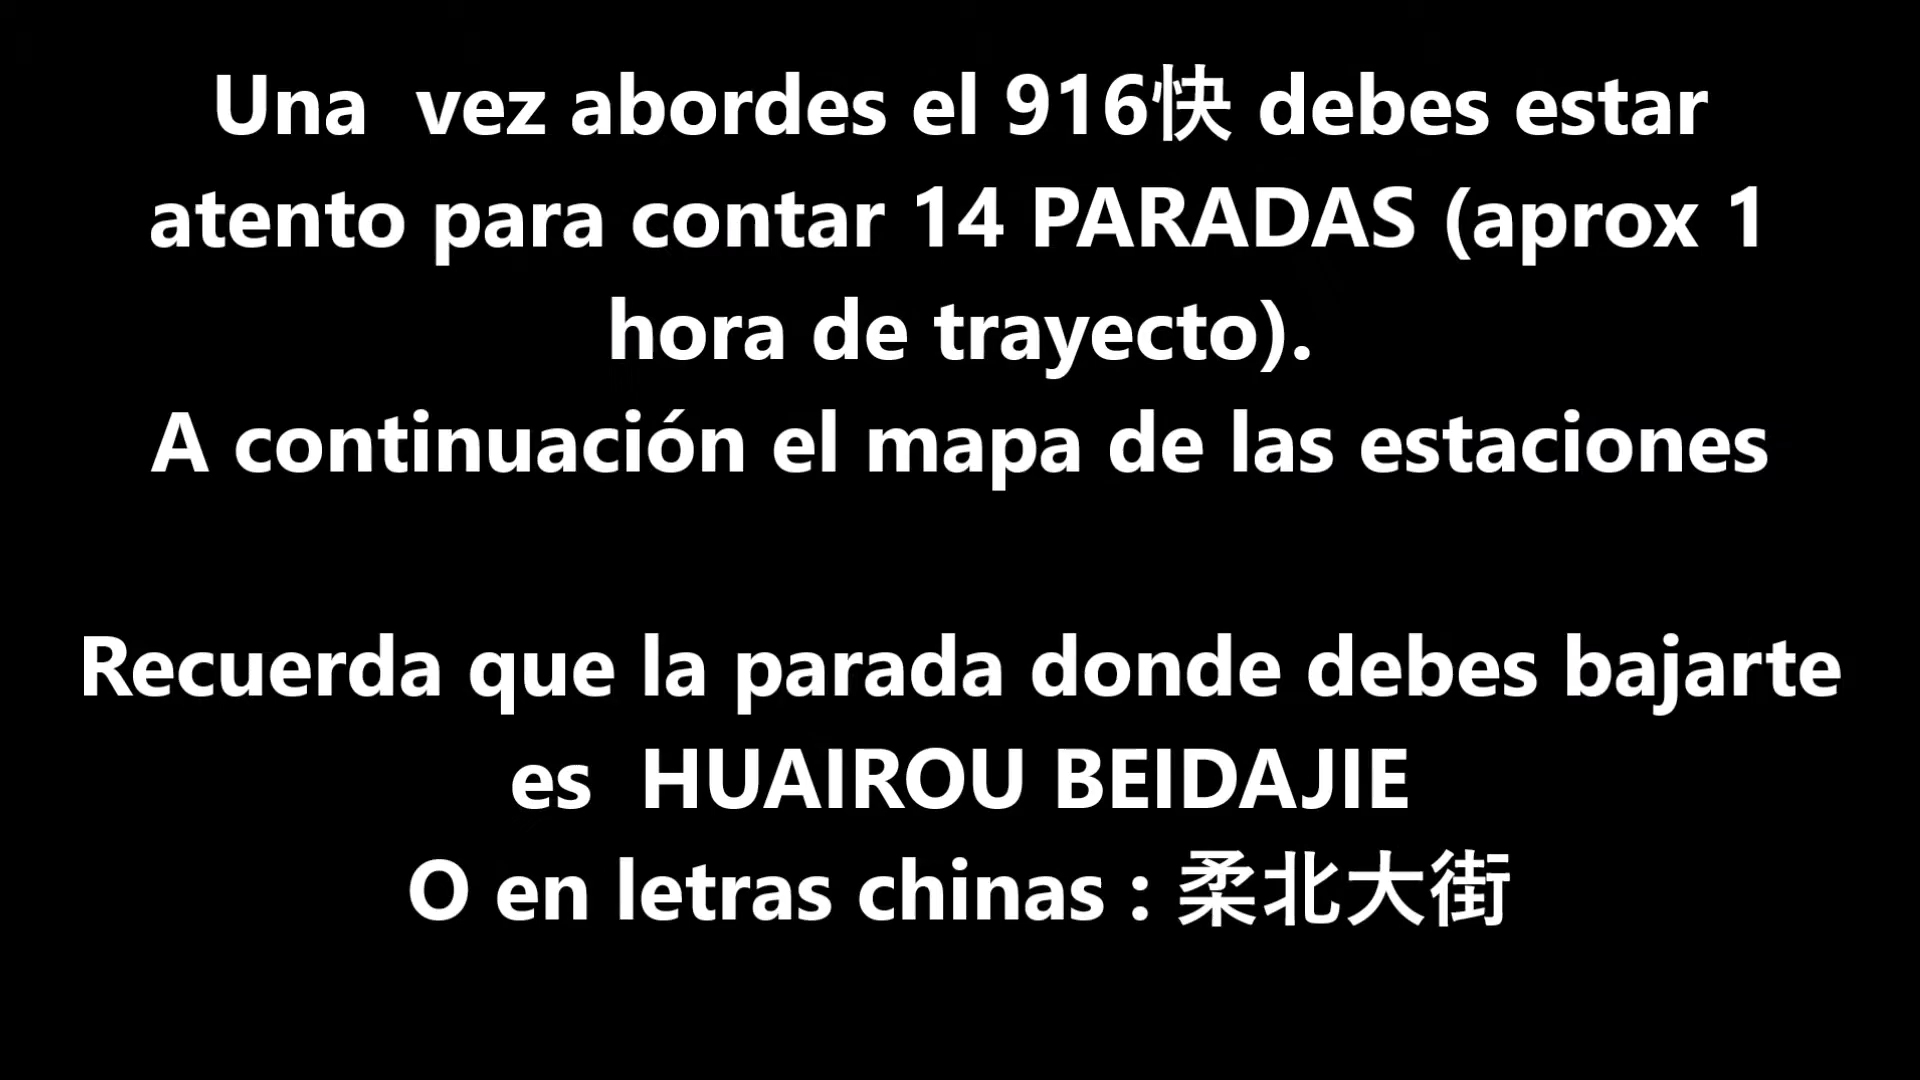 Una  vez abordes el 916快 debes estar
atento para contar 14 PARADAS (aprox 1
hora de trayecto).
A continuación el mapa de las estaciones
Recuerda que la parada donde debes bajarte
es  HUAIROU BEIDAJIE
O en letras chinas : 柔北大街